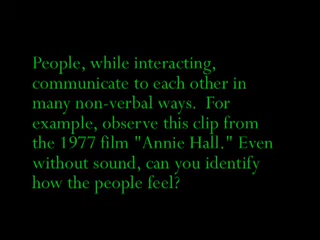 People, while interacting,
communicate to each other in
many non-verbal ways.  For
example, observe this clip from
the 1977 film "Annie Hall." Even
without sound, can you identify
how the people feel?